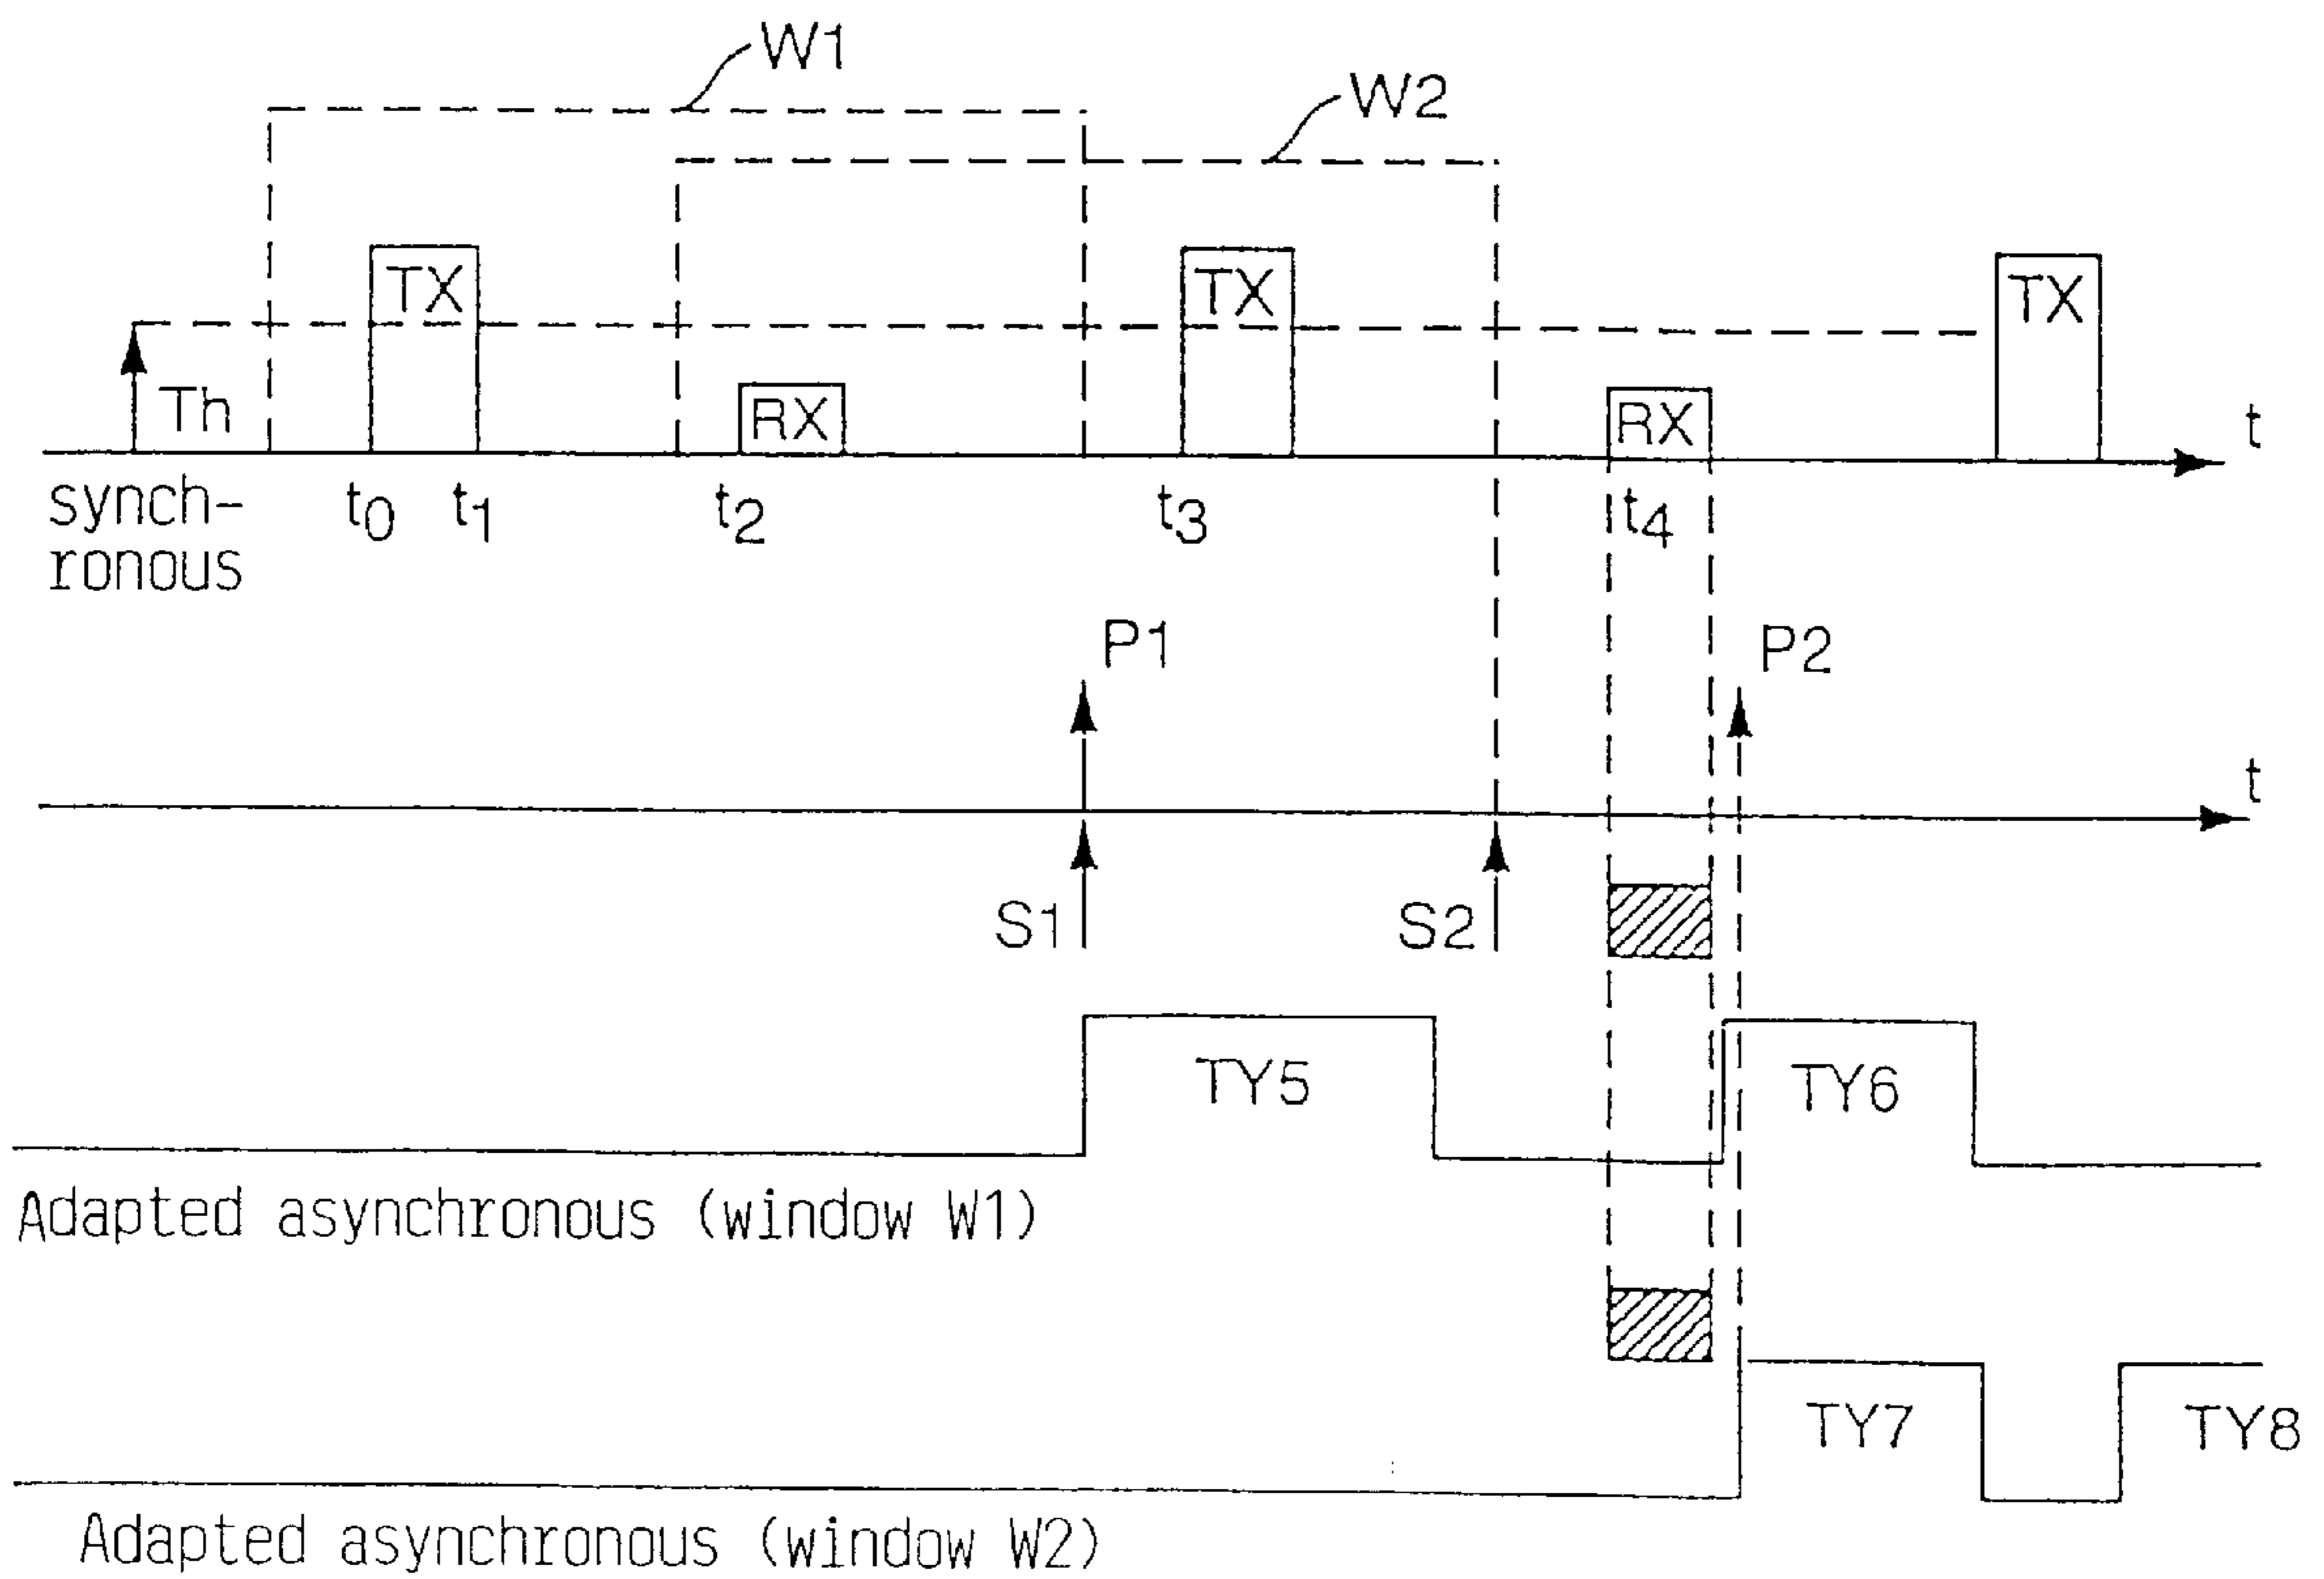 W1
W2
TX
TX
TX
Th
RX
RX
t
synch-
ronous
t0
t1
t2
t3
t4
P1
P2
t
S1
S2
TY5
TY6
Adapted asynchronous (window W1)
TY7
TY8
Adapted asynchronous (window W2)